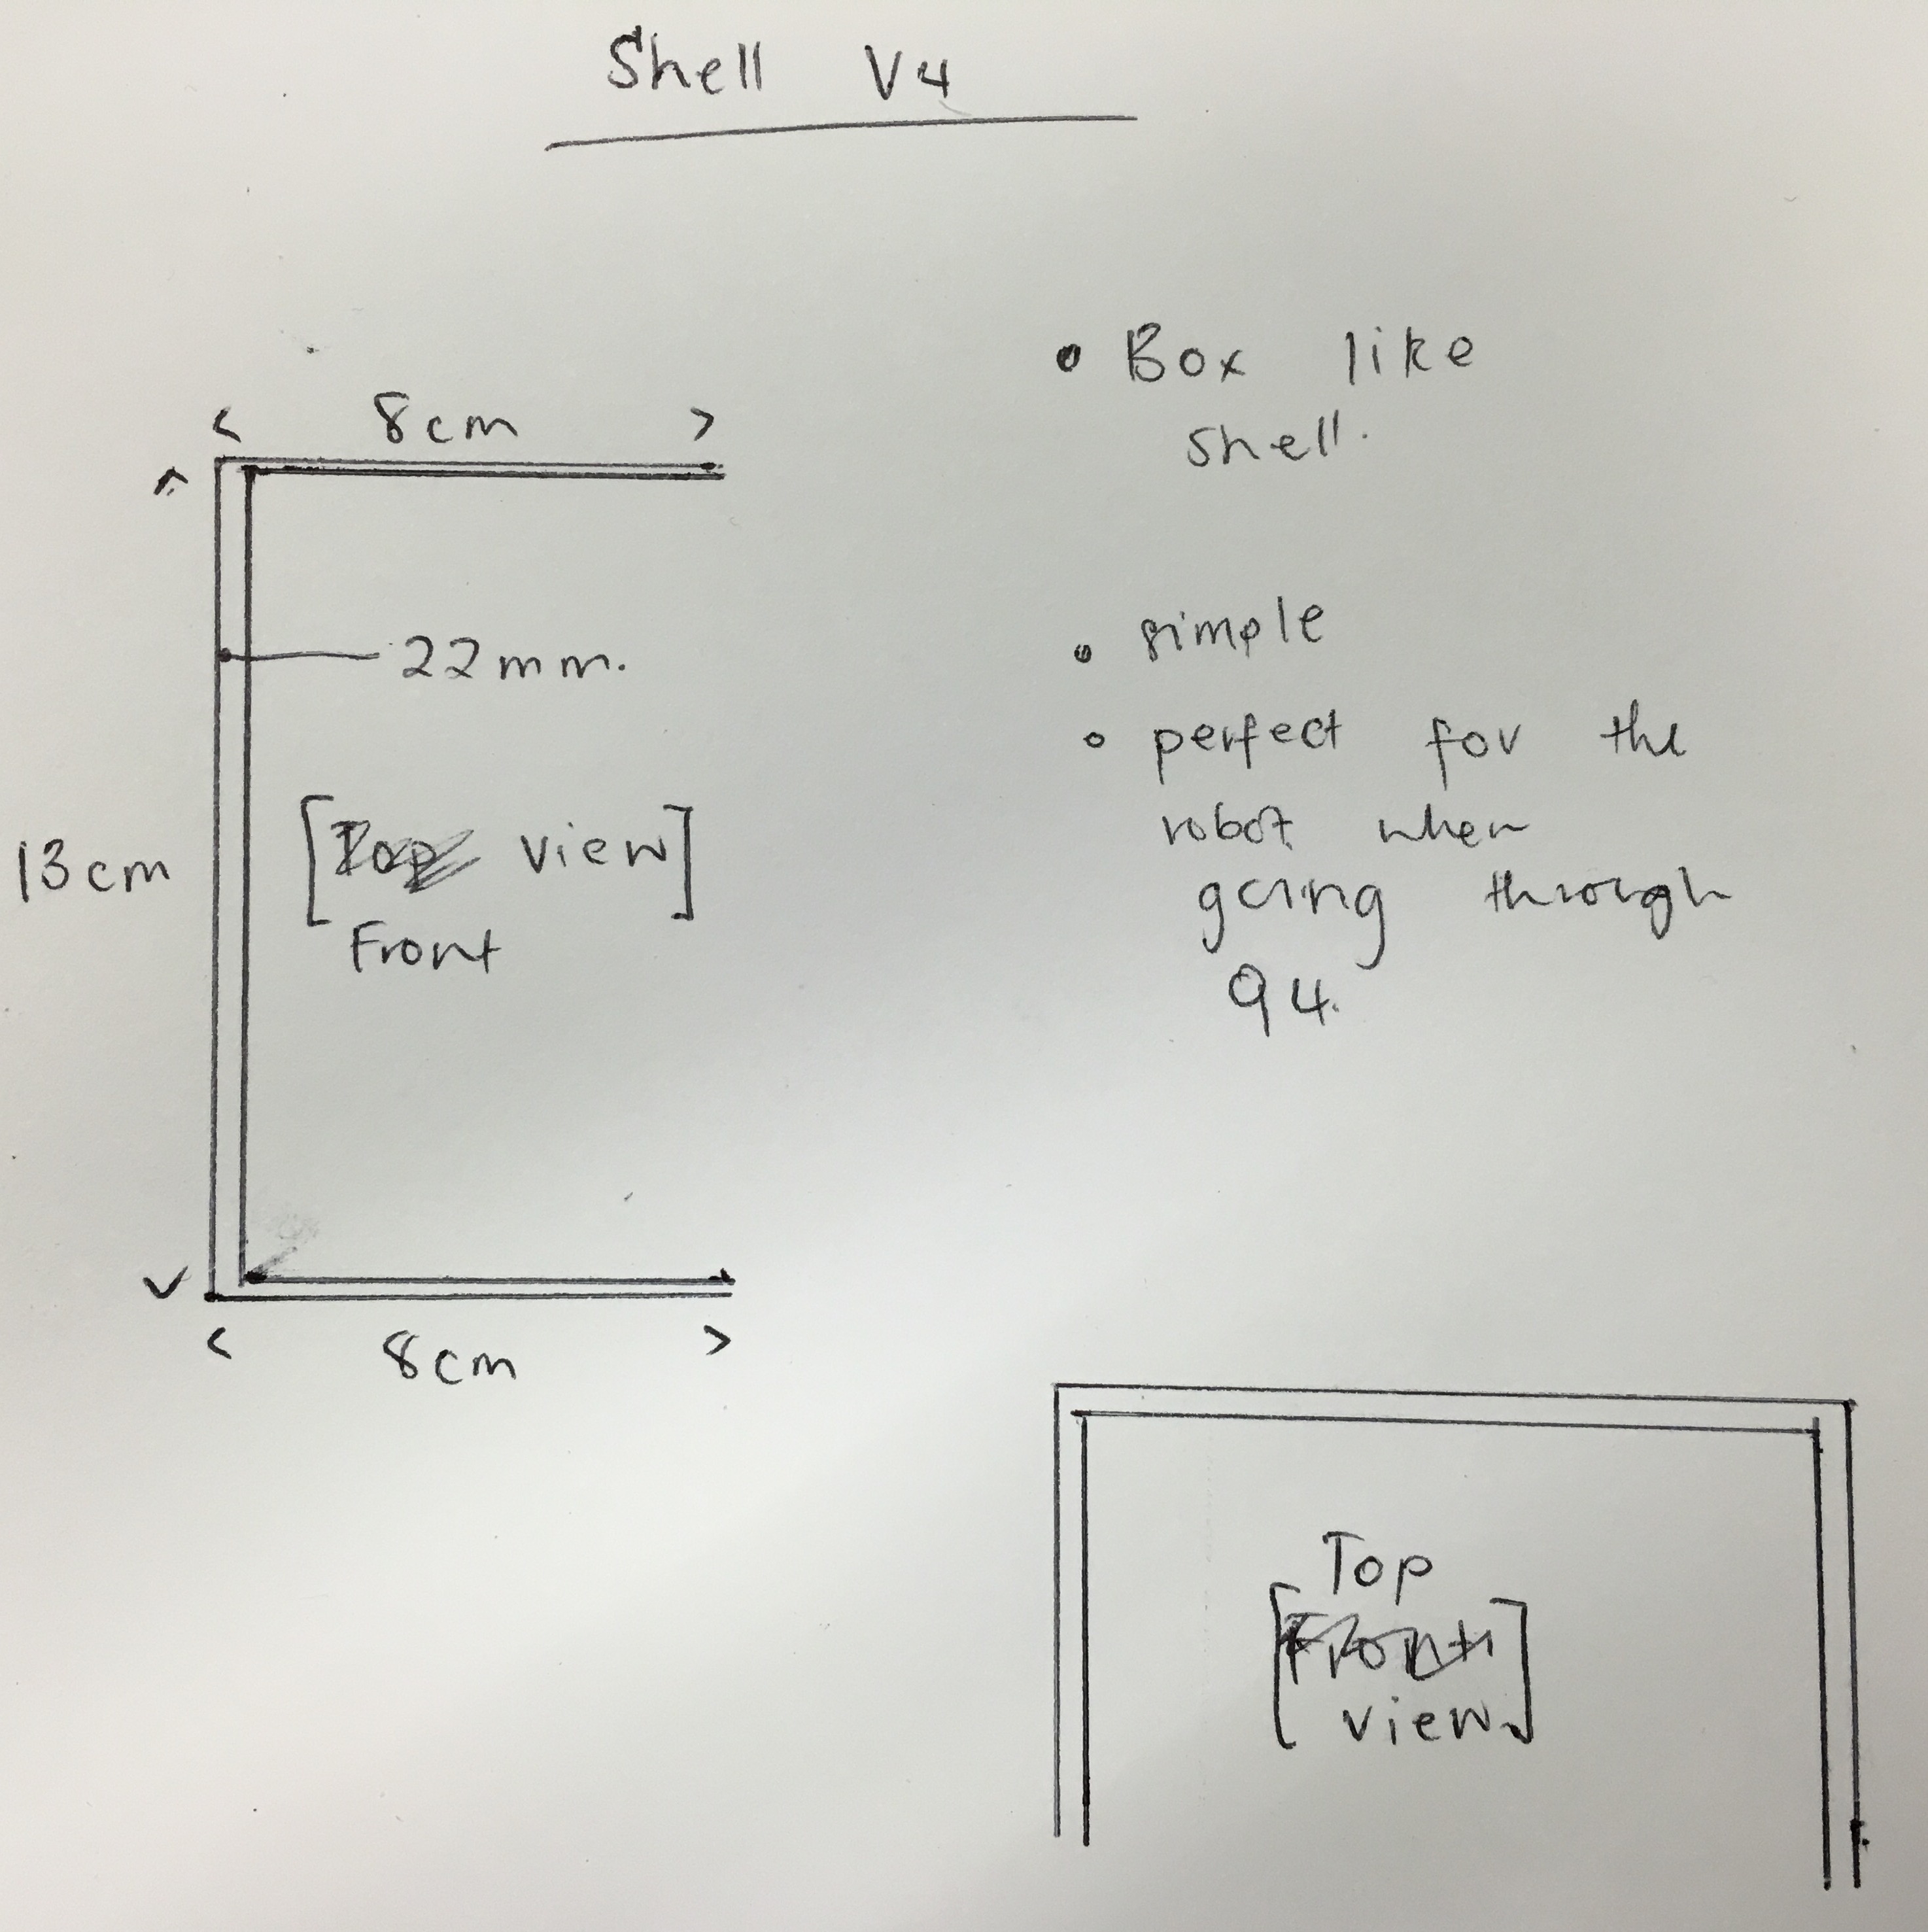 Shell V4
8cm
22mm.
13cm
[Top view]
Front
8cm
• Box like
shell.
• simple
• perfect for the
robot when
going through
Q4.
Top
[Front
view]